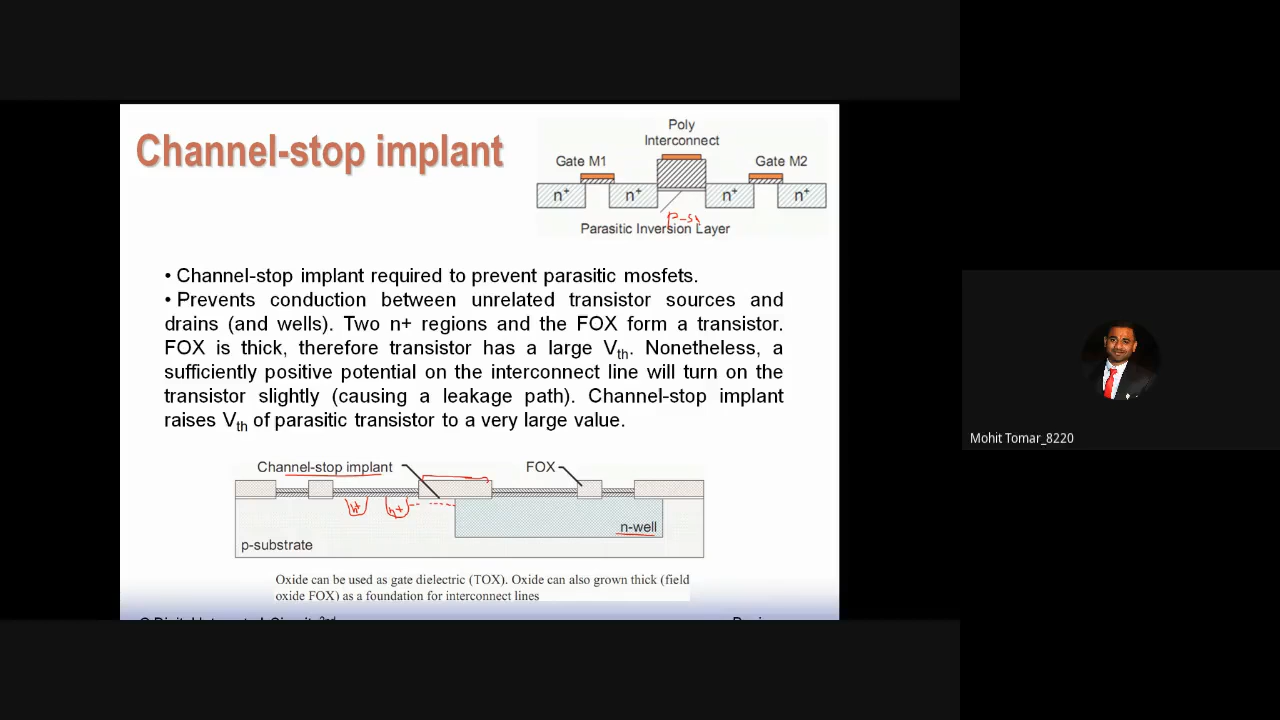 Channel-stop implant
Poly
Interconnect
Gate M1
Gate M2
n+
n+
n+
n+
p-s
Parasitic Inversion Layer
• Channel-stop implant required to prevent parasitic mosfets.
• Prevents conduction between unrelated transistor sources and
drains (and wells). Two n+ regions and the FOX form a transistor.
FOX is thick, therefore transistor has a large Vth. Nonetheless, a
sufficiently positive potential on the interconnect line will turn on the
transistor slightly (causing a leakage path). Channel-stop implant
raises Vth of parasitic transistor to a very large value.
Channel-stop implant
FOX
n+
n+
n-well
p-substrate
Oxide can be used as gate dielectric (TOX). Oxide can also grown thick (field
oxide FOX) as a foundation for interconnect lines
Mohit Tomar_8220